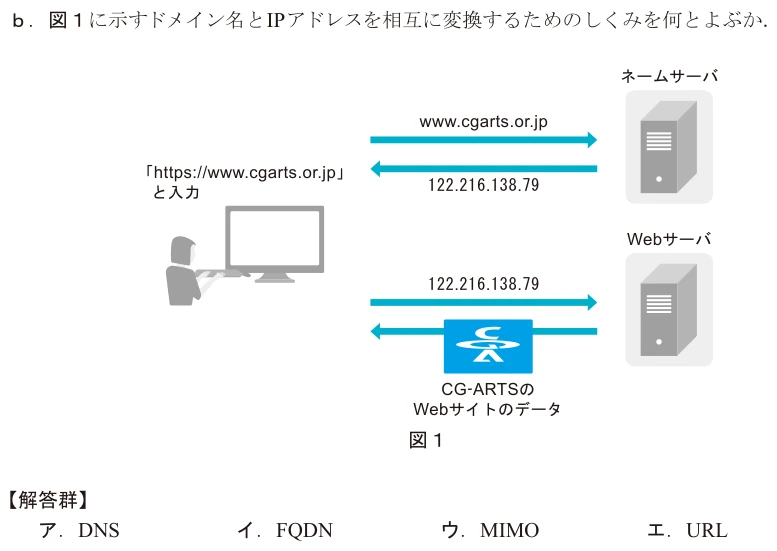 b．図1に示すドメイン名とIPアドレスを相互に変換するためのしくみを何とよぶか．
ネームサーバ
www.cgarts.or.jp
「https://www.cgarts.or.jp」
と入力
122.216.138.79
Webサーバ
122.216.138.79
CGA
CG-ARTSの
Webサイトのデータ
図1
【解答群】
ア．DNS イ．FQDN ウ．MIMO エ．URL